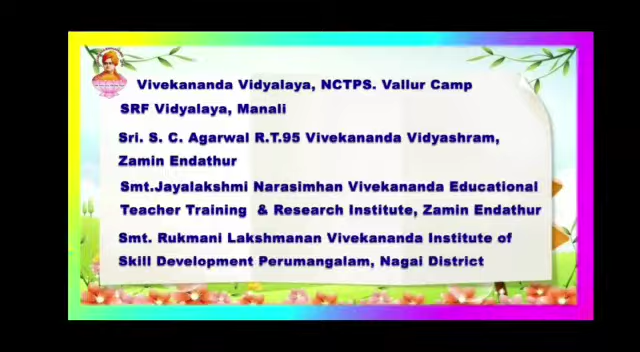 Vivekananda Vidyalaya, NCTPS. Vallur Camp
SRF Vidyalaya, Manali
Sri. S. C. Agarwal R.T.95 Vivekananda Vidyashram,
Zamin Endathur
Smt.Jayalakshmi Narasimhan Vivekananda Educational
Teacher Training & Research Institute, Zamin Endathur
Smt. Rukmani Lakshmanan Vivekananda Institute of
Skill Development Perumangalam, Nagai District